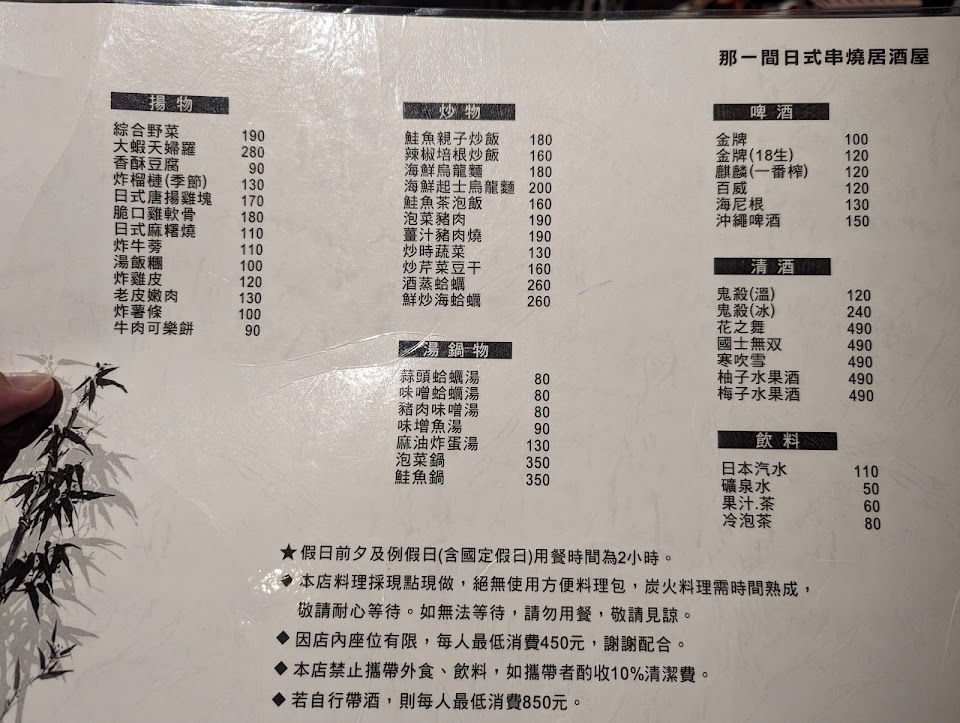 那一間日式串燒居酒屋
揚物
綜合野菜 190
大蝦天婦羅 280
香酥豆腐 90
炸榴槤(季節) 130
日式唐揚雞塊 170
脆口雞軟骨 180
日式麻糬燒 110
炸牛蒡 110
湯飯糰 100
炸雞皮 120
老皮嫩肉 130
炸薯條 100
牛肉可樂餅 90
炒物
鮭魚親子炒飯 180
辣椒培根炒飯 160
海鮮烏龍麵 180
海鮮起士烏龍麵 200
鮭魚茶泡飯 160
泡菜豬肉 190
薑汁豬肉燒 190
炒時蔬菜 130
炒芹菜豆干 160
酒蒸蛤蠣 260
鮮炒海蛤蠣 260
湯鍋物
蒜頭蛤蠣湯 80
味噌蛤蠣湯 80
豬肉味噌湯 80
味增魚湯 90
麻油炸蛋湯 130
泡菜鍋 350
鮭魚鍋 350
啤酒
金牌 100
金牌(18生) 120
麒麟(一番榨) 120
百威 120
海尼根 130
沖繩啤酒 150
清酒
鬼殺(溫) 120
鬼殺(冰) 240
花之舞 490
國士無双 490
寒吹雪 490
柚子水果酒 490
梅子水果酒 490
飲料
日本汽水 110
礦泉水 50
果汁.茶 60
冷泡茶 80
★假日前夕及例假日(含國定假日)用餐時間為2小時。
◆本店料理採現點現做，絕無使用方便料理包，炭火料理需時間熟成，
敬請耐心等待。如無法等待，請勿用餐，敬請見諒。
◆因店內座位有限，每人最低消費450元，謝謝配合。
◆本店禁止攜帶外食、飲料，如攜帶者酌收10%清潔費。
◆若自行帶酒，則每人最低消費850元。